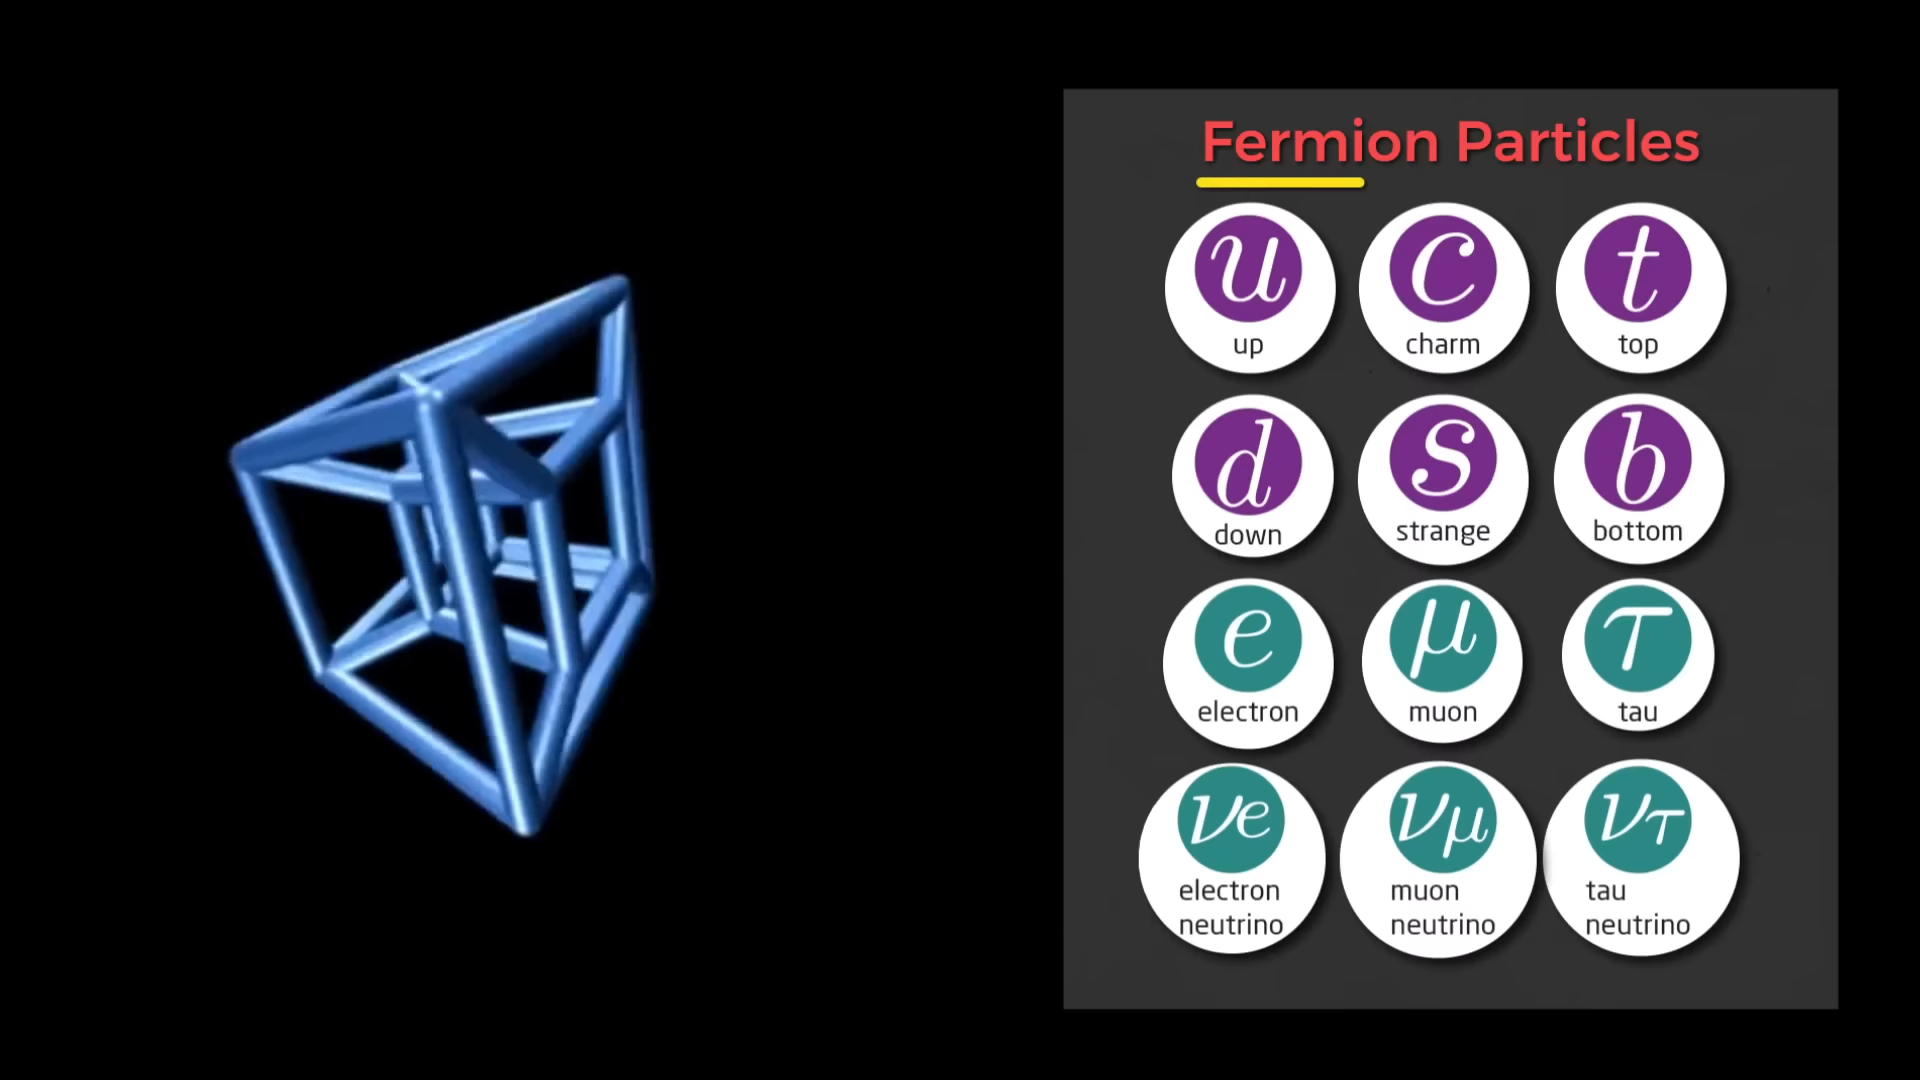 Fermion Particles
u c t
up charm top
d s b
down strange bottom
e μ τ
electron muon tau
νe νμ ντ
electron muon tau
neutrino neutrino neutrino